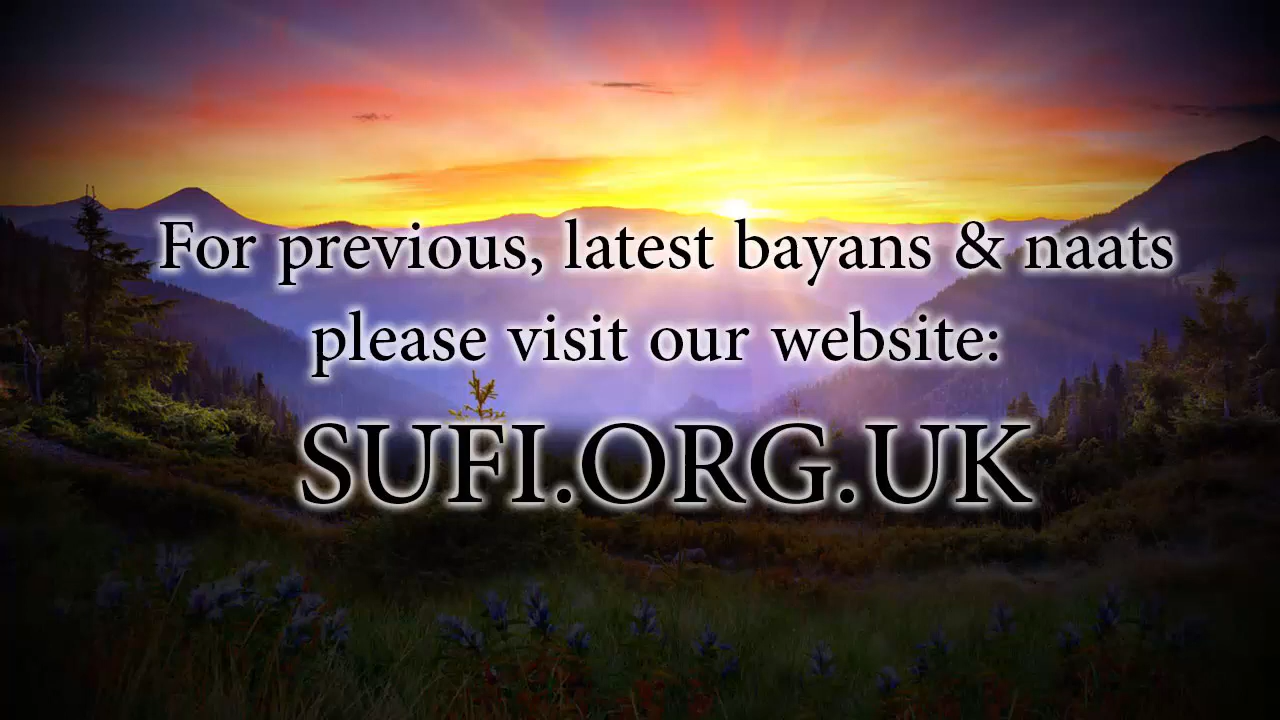 For previous, latest bayans & naats
please visit our website:
SUFI.ORG.UK